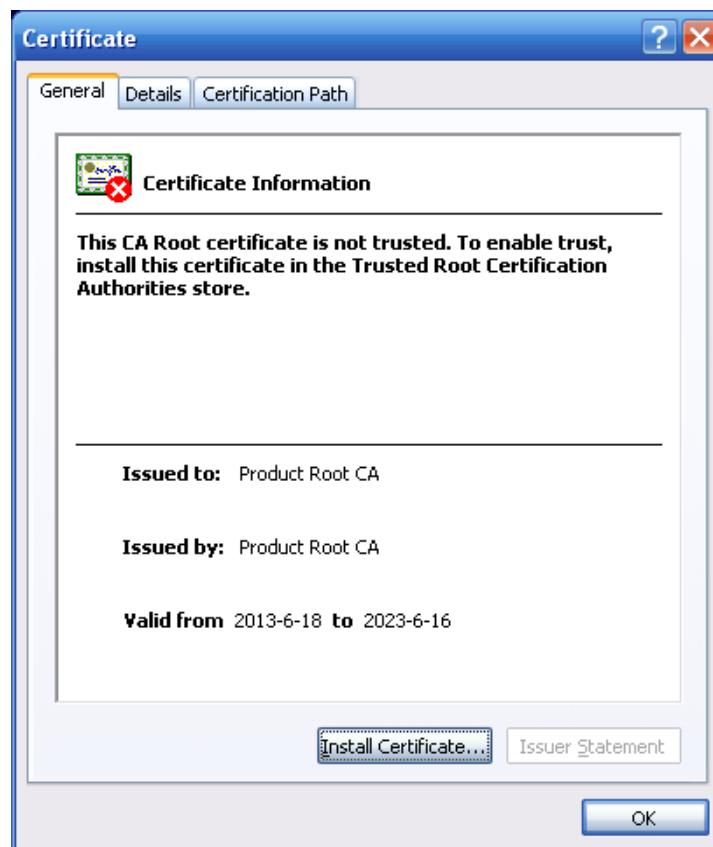 Certificate
General Details Certification Path
Certificate Information
This CA Root certificate is not trusted. To enable trust,
install this certificate in the Trusted Root Certification
Authorities store.
Issued to: Product Root CA
Issued by: Product Root CA
Valid from 2013-6-18 to 2023-6-16
Install Certificate... Issuer Statement
OK